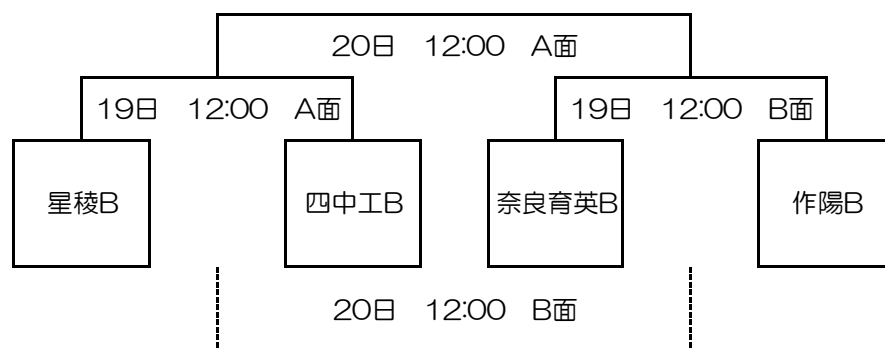 20日 12:00 A面
19日 12:00 A面
19日 12:00 B面
星稜B
四中工B
奈良育英B
作陽B
20日 12:00 B面